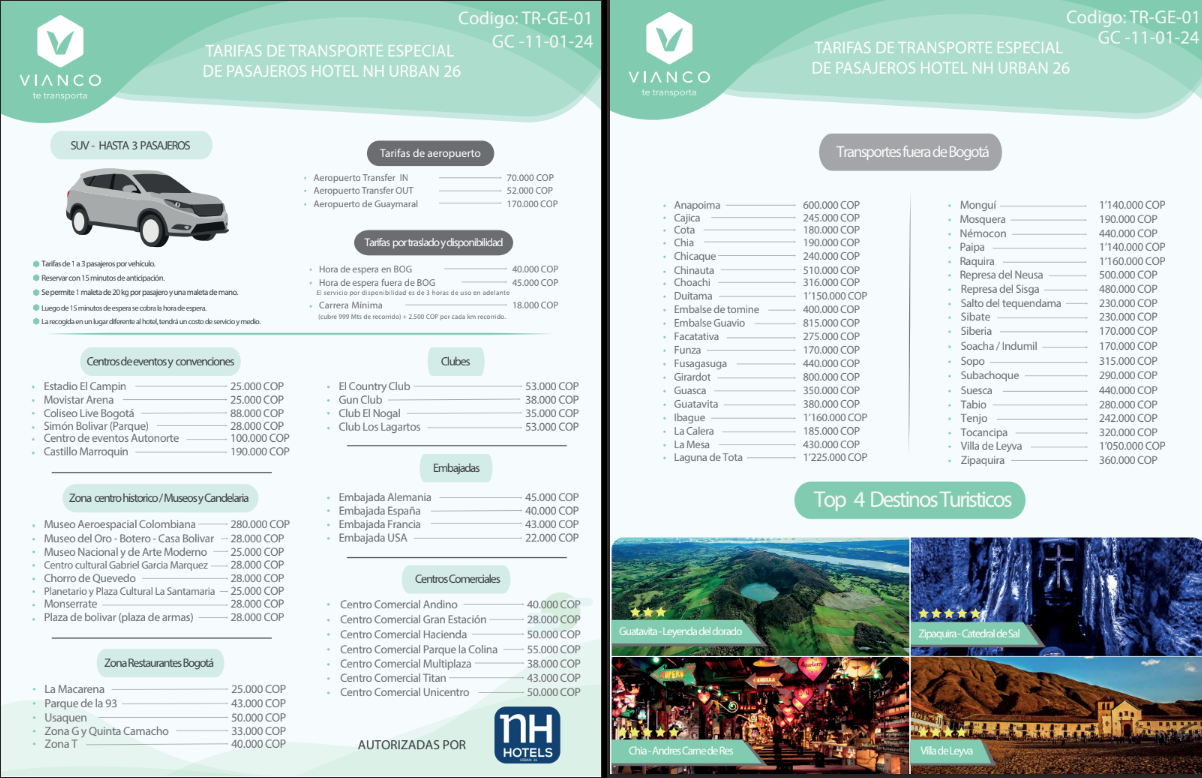 VIANCO
te transporta
TARIFAS DE TRANSPORTE ESPECIAL
DE PASAJEROS HOTEL NH URBAN 26
Codigo: TR-GE-01
GC -11-01-24
SUV - HASTA 3 PASAJEROS
Tarifas de 1 a 3 pasajeros por vehículo.
Reservar con 15 minutos de anticipación.
Se permite 1 maleta de 20 kg por pasajero y una maleta de mano.
Luego de 15 minutos de espera se cobra la hora de espera.
La recogida en un lugar diferente al hotel, tendrá un costo de servicio y medio.
Tarifas de aeropuerto
Aeropuerto Transfer IN 70.000 COP
Aeropuerto Transfer OUT 52.000 COP
Aeropuerto de Guaymaral 170.000 COP
Tarifas por traslado y disponibilidad
Hora de espera en BOG 40.000 COP
Hora de espera fuera de BOG 45.000 COP
El servicio por disponibilidad es de 3 horas de uso en adelante
Carrera Mínima 18.000 COP
(cubre 999 Mts de recorrido) + 2.500 COP por cada km recorrido.
Centros de eventos y convenciones
Estadio El Campin 25.000 COP
Movistar Arena 25.000 COP
Coliseo Live Bogotá 88.000 COP
Simón Bolivar (Parque) 28.000 COP
Centro de eventos Autonorte 100.000 COP
Castillo Marroquin 190.000 COP
Zona centro historico / Museos y Candelaria
Museo Aeroespacial Colombiano 280.000 COP
Museo del Oro - Botero - Casa Bolivar 28.000 COP
Museo Nacional y de Arte Moderno 25.000 COP
Centro cultural Gabriel Garcia Marquez 28.000 COP
Chorro de Quevedo 28.000 COP
Planetario y Plaza Cultural La Santamaria 25.000 COP
Monserrate 28.000 COP
Plaza de bolivar (plaza de armas) 28.000 COP
Zona Restaurantes Bogotá
La Macarena 25.000 COP
Parque de la 93 43.000 COP
Usaquen 50.000 COP
Zona G y Quinta Camacho 33.000 COP
Zona T 40.000 COP
Clubes
El Country Club 53.000 COP
Gun Club 38.000 COP
Club El Nogal 35.000 COP
Club Los Lagartos 53.000 COP
Embajadas
Embajada Alemania 45.000 COP
Embajada España 40.000 COP
Embajada Francia 43.000 COP
Embajada USA 22.000 COP
Centros Comerciales
Centro Comercial Andino 40.000 COP
Centro Comercial Gran Estación 28.000 COP
Centro Comercial Hacienda 50.000 COP
Centro Comercial Parque la Colina 55.000 COP
Centro Comercial Multiplaza 38.000 COP
Centro Comercial Titan 43.000 COP
Centro Comercial Unicentro 50.000 COP
AUTORIZADAS POR
nH
HOTELS
URBAN 26
VIANCO
te transporta
TARIFAS DE TRANSPORTE ESPECIAL
DE PASAJEROS HOTEL NH URBAN 26
Codigo: TR-GE-01
GC -11-01-24
Transportes fuera de Bogotá
Anapoima 600.000 COP
Cajica 245.000 COP
Cota 180.000 COP
Chia 190.000 COP
Chicaque 240.000 COP
Chinauta 510.000 COP
Choachi 316.000 COP
Duitama 1'150.000 COP
Embalse de tomine 400.000 COP
Embalse Guavio 815.000 COP
Facatativa 275.000 COP
Funza 170.000 COP
Fusagasuga 440.000 COP
Girardot 800.000 COP
Guasca 350.000 COP
Guatavita 380.000 COP
Ibague 1'160.000 COP
La Calera 185.000 COP
La Mesa 430.000 COP
Laguna de Tota 1'225.000 COP
Monguí 1'140.000 COP
Mosquera 190.000 COP
Némocon 440.000 COP
Paipa 1'140.000 COP
Raquira 1'160.000 COP
Represa del Neusa 500.000 COP
Represa del Sisga 480.000 COP
Salto del tequendama 230.000 COP
Sibate 230.000 COP
Siberia 170.000 COP
Soacha / Indumil 170.000 COP
Sopo 315.000 COP
Subachoque 290.000 COP
Suesca 440.000 COP
Tabio 280.000 COP
Tenjo 242.000 COP
Tocancipa 320.000 COP
Villa de Leyva 1'050.000 COP
Zipaquira 360.000 COP
Top 4 Destinos Turisticos
Guatavita - Leyenda del dorado
Zipaquira - Catedral de Sal
Chia - Andres Carne de Res
Villa de Leyva